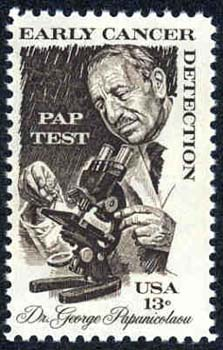 EARLY CANCER
DETECTION
PAP
TEST
USA
13c
Dr. George Papanicolaou